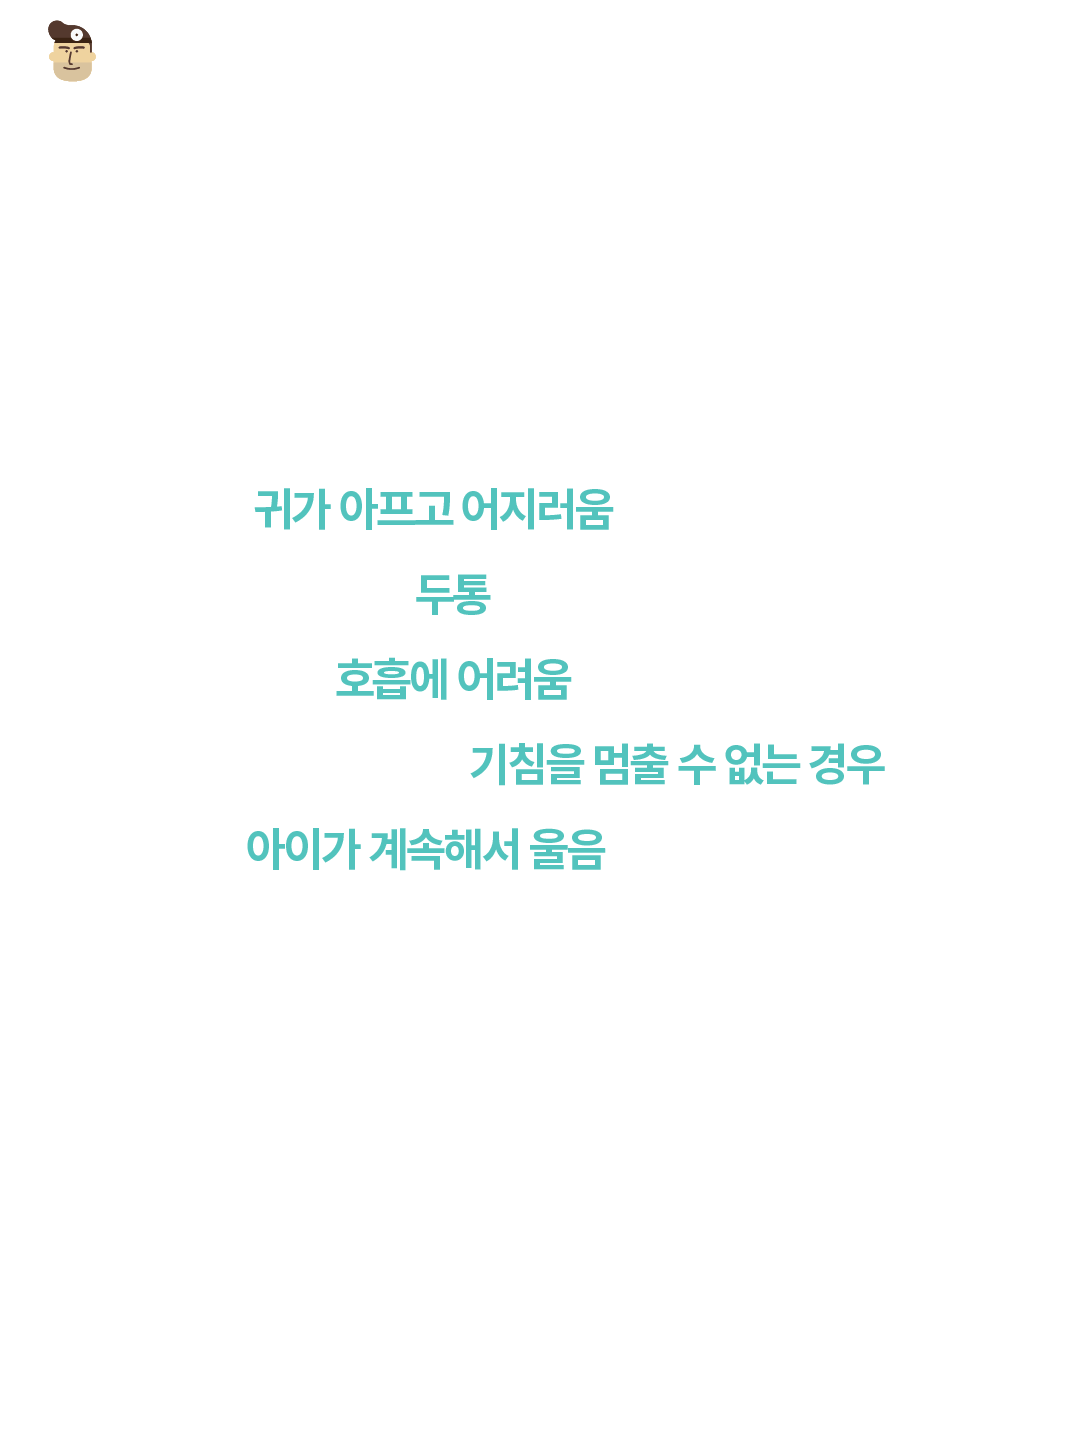 귀가 아프고 어지러움
두통
호흡에 어려움
기침을 멈출 수 없는 경우
아이가 계속해서 울음